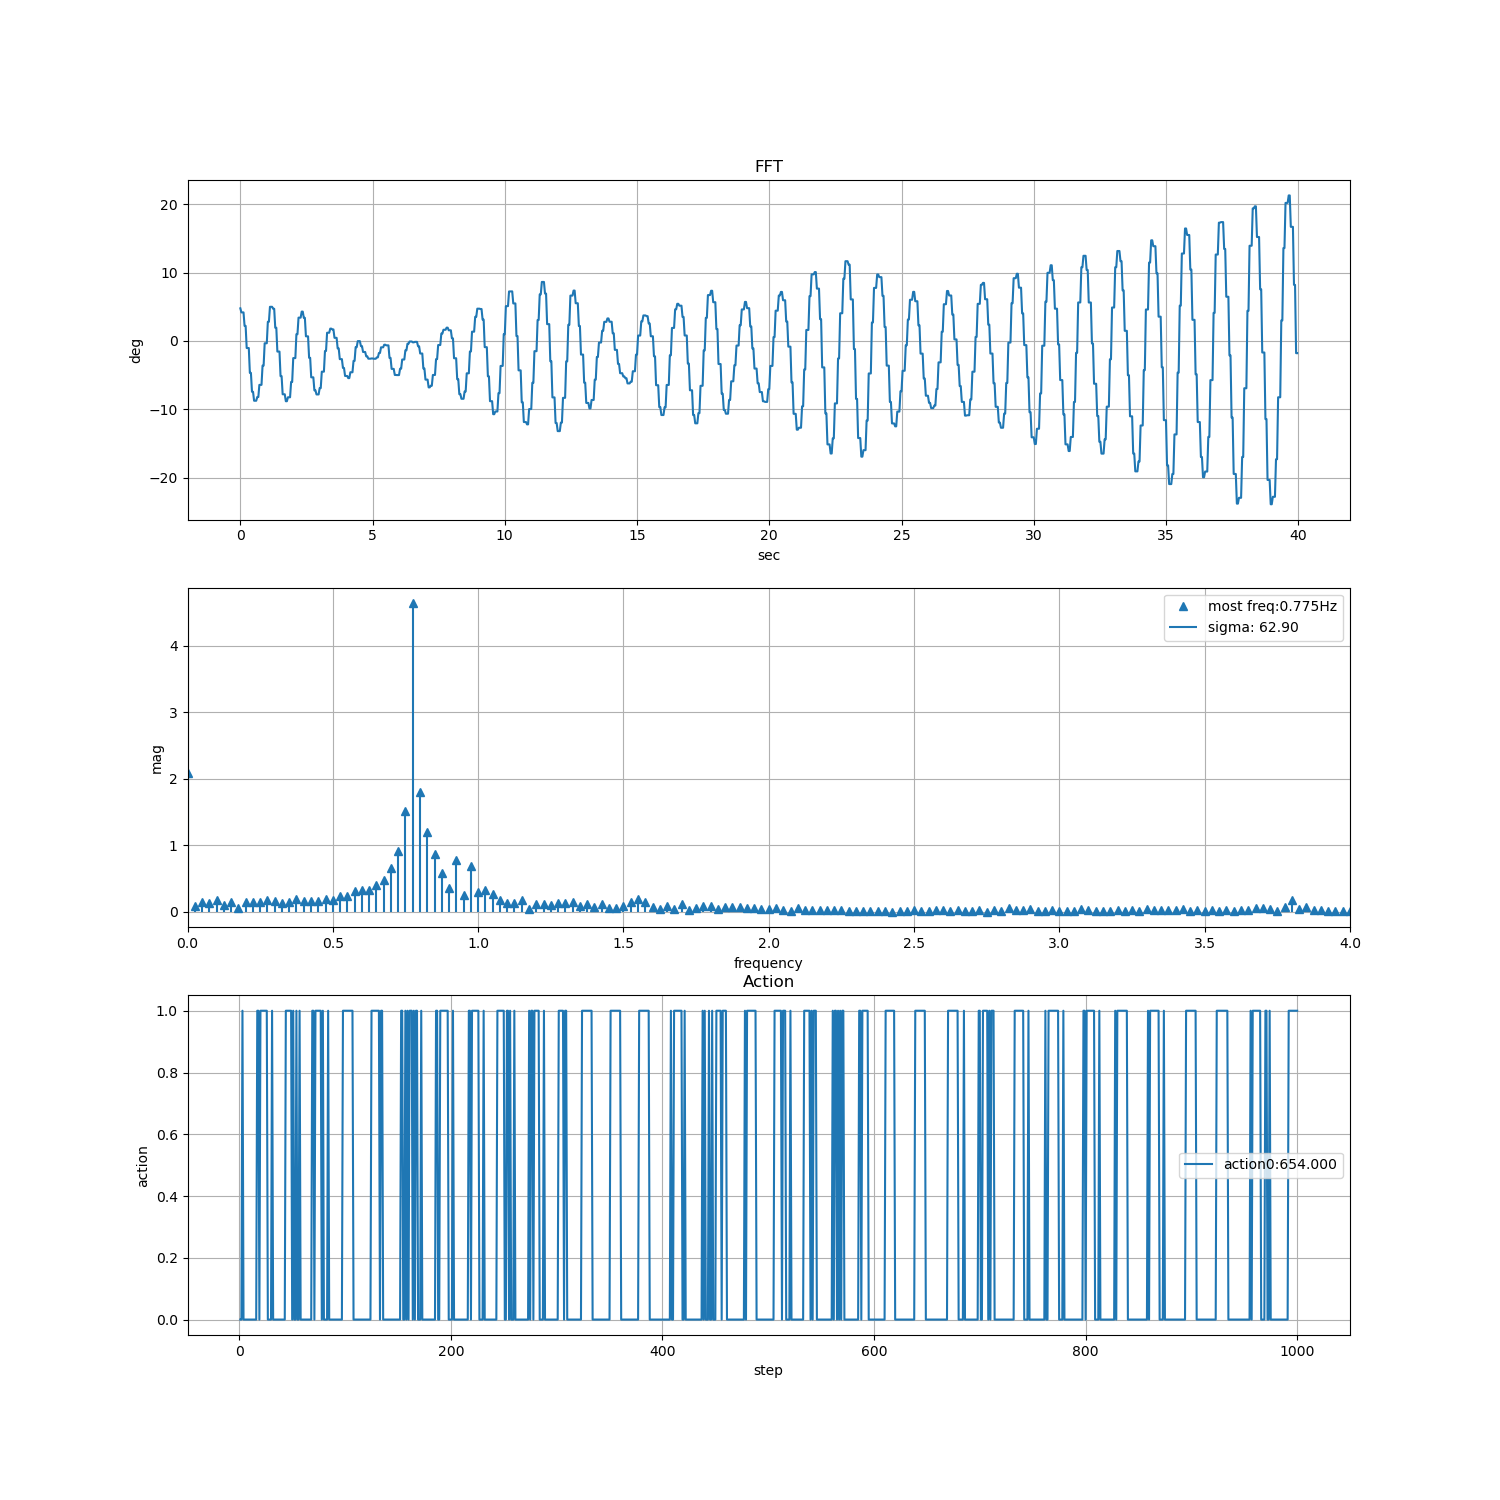 FFT
20
10
0
−10
−20
deg
0 5 10 15 20 25 30 35 40
sec
most freq:0.775Hz
sigma: 62.90
4
3
2
1
0
mag
0.0 0.5 1.0 1.5 2.0 2.5 3.0 3.5 4.0
frequency
Action
1.0
0.8
0.6
0.4
0.2
0.0
action
action0:654.000
0 200 400 600 800 1000
step